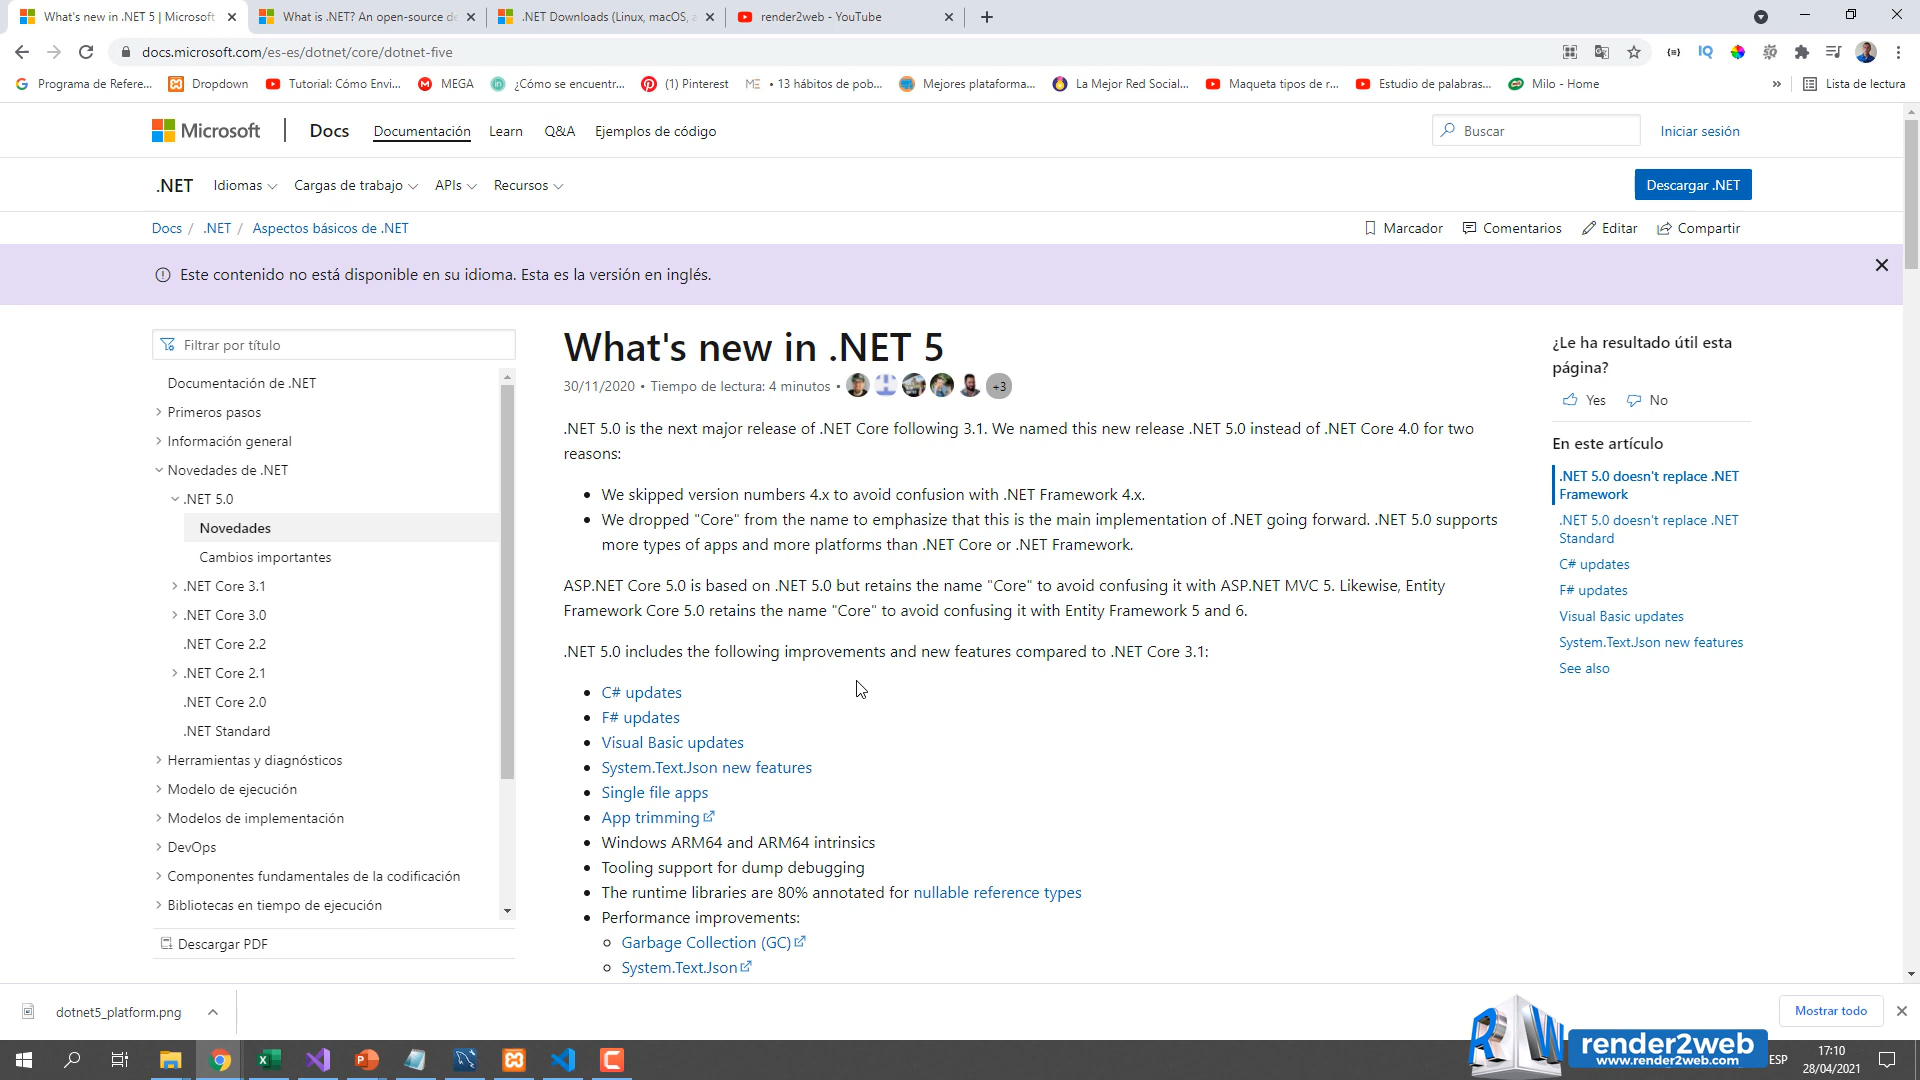 What's new in .NET 5 | Microsoft
What is .NET? An open-source de
.NET Downloads (Linux, macOS, a
render2web - YouTube
docs.microsoft.com/es-es/dotnet/core/dotnet-five
Programa de Refere...
Dropdown
Tutorial: Cómo Envi...
MEGA
¿Cómo se encuentr...
(1) Pinterest
• 13 hábitos de pob...
Mejores plataforma...
La Mejor Red Social...
Maqueta tipos de r...
Estudio de palabras...
Milo - Home
»
Lista de lectura
Microsoft
Docs
Documentación
Learn
Q&A
Ejemplos de código
Buscar
Iniciar sesión
.NET
Idiomas
Cargas de trabajo
APIs
Recursos
Descargar .NET
Docs / .NET / Aspectos básicos de .NET
Marcador
Comentarios
Editar
Compartir
Este contenido no está disponible en su idioma. Esta es la versión en inglés.
Filtrar por título
Documentación de .NET
Primeros pasos
Información general
Novedades de .NET
.NET 5.0
Novedades
Cambios importantes
.NET Core 3.1
.NET Core 3.0
.NET Core 2.2
.NET Core 2.1
.NET Core 2.0
.NET Standard
Herramientas y diagnósticos
Modelo de ejecución
Modelos de implementación
DevOps
Componentes fundamentales de la codificación
Bibliotecas en tiempo de ejecución
Descargar PDF
What's new in .NET 5
30/11/2020 • Tiempo de lectura: 4 minutos •
+3
.NET 5.0 is the next major release of .NET Core following 3.1. We named this new release .NET 5.0 instead of .NET Core 4.0 for two
reasons:
• We skipped version numbers 4.x to avoid confusion with .NET Framework 4.x.
• We dropped "Core" from the name to emphasize that this is the main implementation of .NET going forward. .NET 5.0 supports
more types of apps and more platforms than .NET Core or .NET Framework.
ASP.NET Core 5.0 is based on .NET 5.0 but retains the name "Core" to avoid confusing it with ASP.NET MVC 5. Likewise, Entity
Framework Core 5.0 retains the name "Core" to avoid confusing it with Entity Framework 5 and 6.
.NET 5.0 includes the following improvements and new features compared to .NET Core 3.1:
• C# updates
• F# updates
• Visual Basic updates
• System.Text.Json new features
• Single file apps
• App trimming
• Windows ARM64 and ARM64 intrinsics
• Tooling support for dump debugging
• The runtime libraries are 80% annotated for nullable reference types
• Performance improvements:
Garbage Collection (GC)
System.Text.Json
¿Le ha resultado útil esta
página?
Yes
No
En este artículo
.NET 5.0 doesn't replace .NET
Framework
.NET 5.0 doesn't replace .NET
Standard
C# updates
F# updates
Visual Basic updates
System.Text.Json new features
See also
dotnet5_platform.png
Mostrar todo
render2web
www.render2web.com
ESP
17:10
28/04/2021